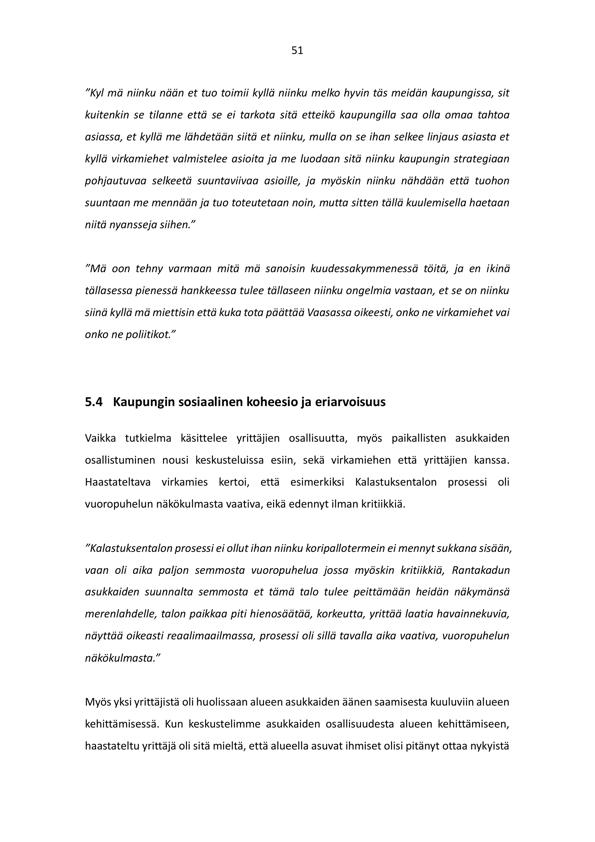 51
”Kyl mä niinku nään et tuo toimii kyllä niinku melko hyvin täs meidän kaupungissa, sit
kuitenkin se tilanne että se ei tarkota sitä etteikö kaupungilla saa olla omaa tahtoa
asiassa, et kyllä me lähdetään siitä et niinku, mulla on se ihan selkee linjaus asiasta et
kyllä virkamiehet valmistelee asioita ja me luodaan sitä niinku kaupungin strategiaan
pohjautuvaa selkeetä suuntaviivaa asioille, ja myöskin niinku nähdään että tuohon
suuntaan me mennään ja tuo toteutetaan noin, mutta sitten tällä kuulemisella haetaan
niitä nyansseja siihen.”
”Mä oon tehny varmaan mitä mä sanoisin kuudessakymmenessä töitä, ja en ikinä
tällasessa pienessä hankkeessa tulee tällaseen niinku ongelmia vastaan, et se on niinku
siinä kyllä mä miettisin että kuka tota päättää Vaasassa oikeesti, onko ne virkamiehet vai
onko ne poliitikot.”
5.4 Kaupungin sosiaalinen koheesio ja eriarvoisuus
Vaikka tutkielma käsittelee yrittäjien osallisuutta, myös paikallisten asukkaiden
osallistuminen nousi keskusteluissa esiin, sekä virkamiehen että yrittäjien kanssa.
Haastateltava virkamies kertoi, että esimerkiksi Kalastuksentalon prosessi oli
vuoropuhelun näkökulmasta vaativa, eikä edennyt ilman kritiikkiä.
”Kalastuksentalon prosessi ei ollut ihan niinku koripallotermein ei mennyt sukkana sisään,
vaan oli aika paljon semmosta vuoropuhelua jossa myöskin kritiikkiä, Rantakadun
asukkaiden suunnalta semmosta et tämä talo tulee peittämään heidän näkymänsä
merenlahdelle, talon paikkaa piti hienosäätää, korkeutta, yrittää laatia havainnekuvia,
näyttää oikeasti reaalimaailmassa, prosessi oli sillä tavalla aika vaativa, vuoropuhelun
näkökulmasta.”
Myös yksi yrittäjistä oli huolissaan alueen asukkaiden äänen saamisesta kuuluviin alueen
kehittämisessä. Kun keskustelimme asukkaiden osallisuudesta alueen kehittämiseen,
haastateltu yrittäjä oli sitä mieltä, että alueella asuvat ihmiset olisi pitänyt ottaa nykyistä